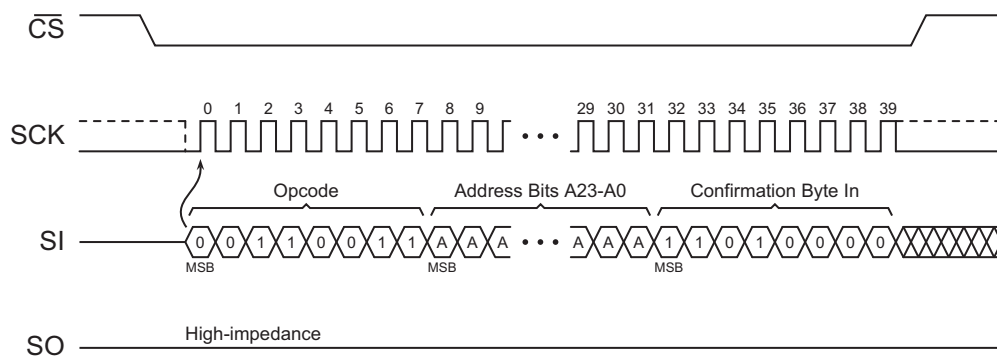 CS
0 1 2 3 4 5 6 7 8 9 29 30 31 32 33 34 35 36 37 38 39
SCK
Opcode Address Bits A23-A0 Confirmation Byte In
SI 0 0 1 1 0 0 1 1 A A A A A A 1 1 0 1 0 0 0 0
MSB MSB MSB
High-impedance
SO